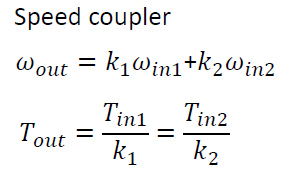 Speed coupler
ω_out = k_1ω_in1+k_2ω_in2
T_out = T_in1/k_1 = T_in2/k_2